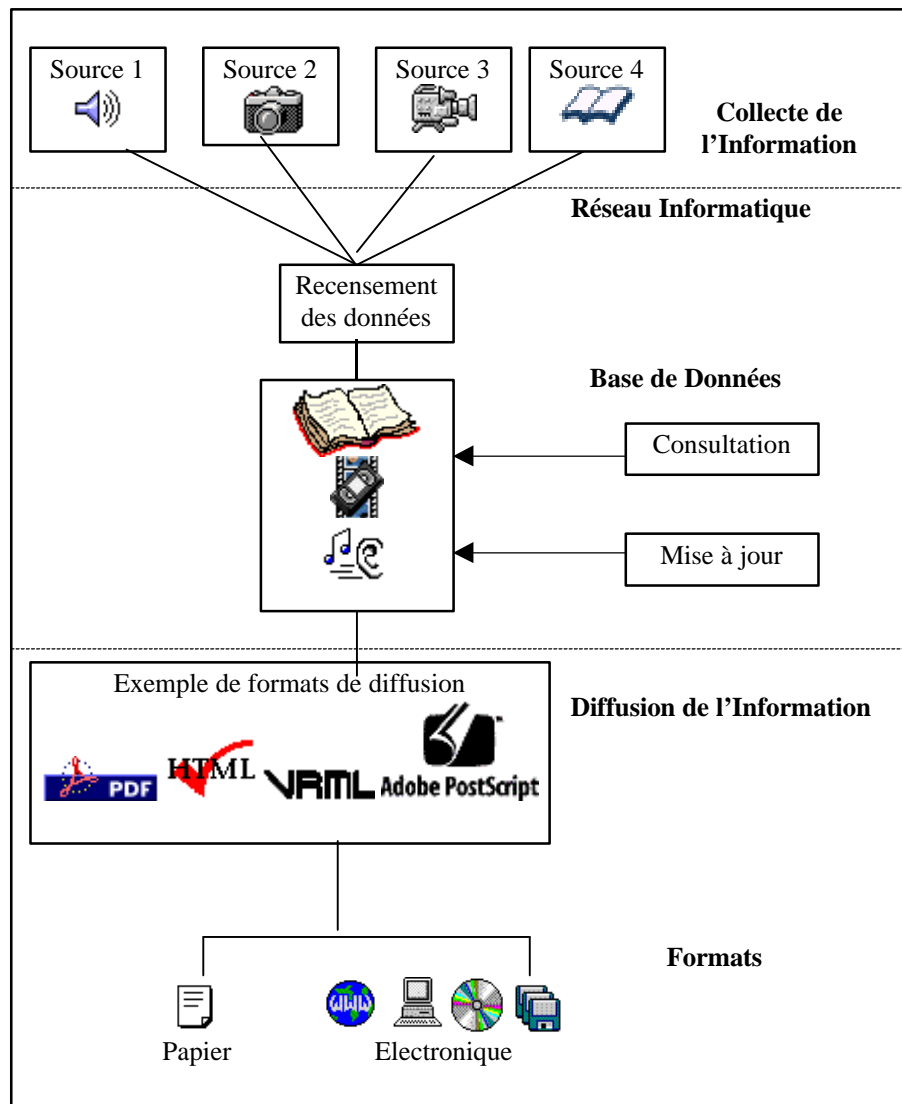 Source 1
Source 2
Source 3
Source 4
Collecte de
l'Information
Réseau Informatique
Recensement
des données
Base de Données
Consultation
Mise à jour
Exemple de formats de diffusion
Diffusion de l'Information
PDF
HTML
VRML
Adobe PostScript
Formats
WWW
Papier
Electronique